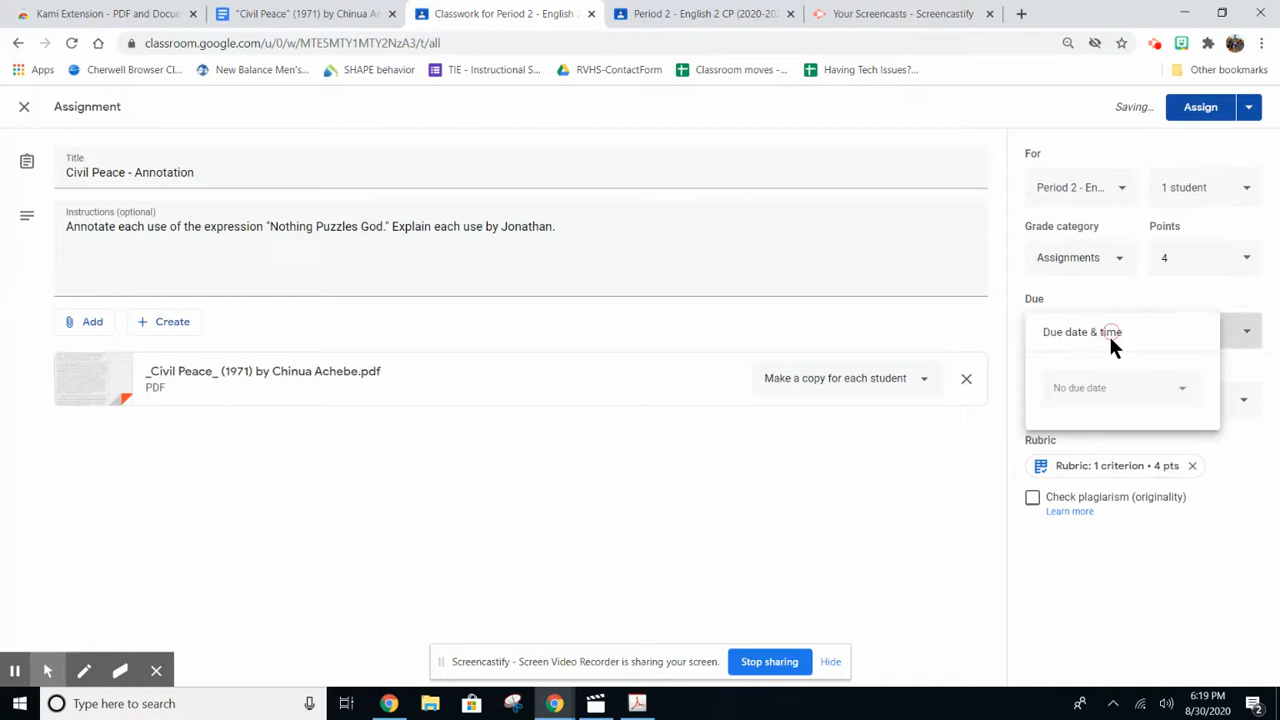 Kami Extension - PDF and Docum
"Civil Peace" (1971) by Chinua Ac
Classwork for Period 2 - English 2
Period 2 - English 2 CP (2020-202
Your Screencasts - Screencastify
classroom.google.com/u/0/w/MTE5MTY1MTY2NzA3/t/all
Apps
Cherwell Browser Cl...
New Balance Men's...
SHAPE behavior
TIE - Instructional S...
RVHS-ContactForm
Classroom moves -...
Having Tech Issues?...
Other bookmarks
Assignment
Saving...
Assign
Title
Civil Peace - Annotation
Instructions (optional)
Annotate each use of the expression "Nothing Puzzles God." Explain each use by Jonathan.
Add
Create
_Civil Peace_ (1971) by Chinua Achebe.pdf
PDF
Make a copy for each student
For
Period 2 - En...
1 student
Grade category
Points
Assignments
4
Due
Due date & time
No due date
Rubric
Rubric: 1 criterion • 4 pts
Check plagiarism (originality)
Learn more
Screencastify - Screen Video Recorder is sharing your screen.
Stop sharing
Hide
Type here to search
6:19 PM
8/30/2020
2